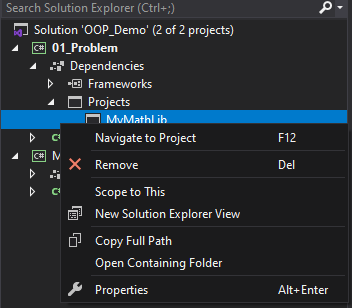 Search Solution Explorer (Ctrl+;)
Solution 'OOP_Demo' (2 of 2 projects)
C# 01_Problem
Dependencies
Frameworks
Projects
MyMathLib
Navigate to Project F12
Remove Del
Scope to This
New Solution Explorer View
Copy Full Path
Open Containing Folder
Properties Alt+Enter
C#
C# M
C#